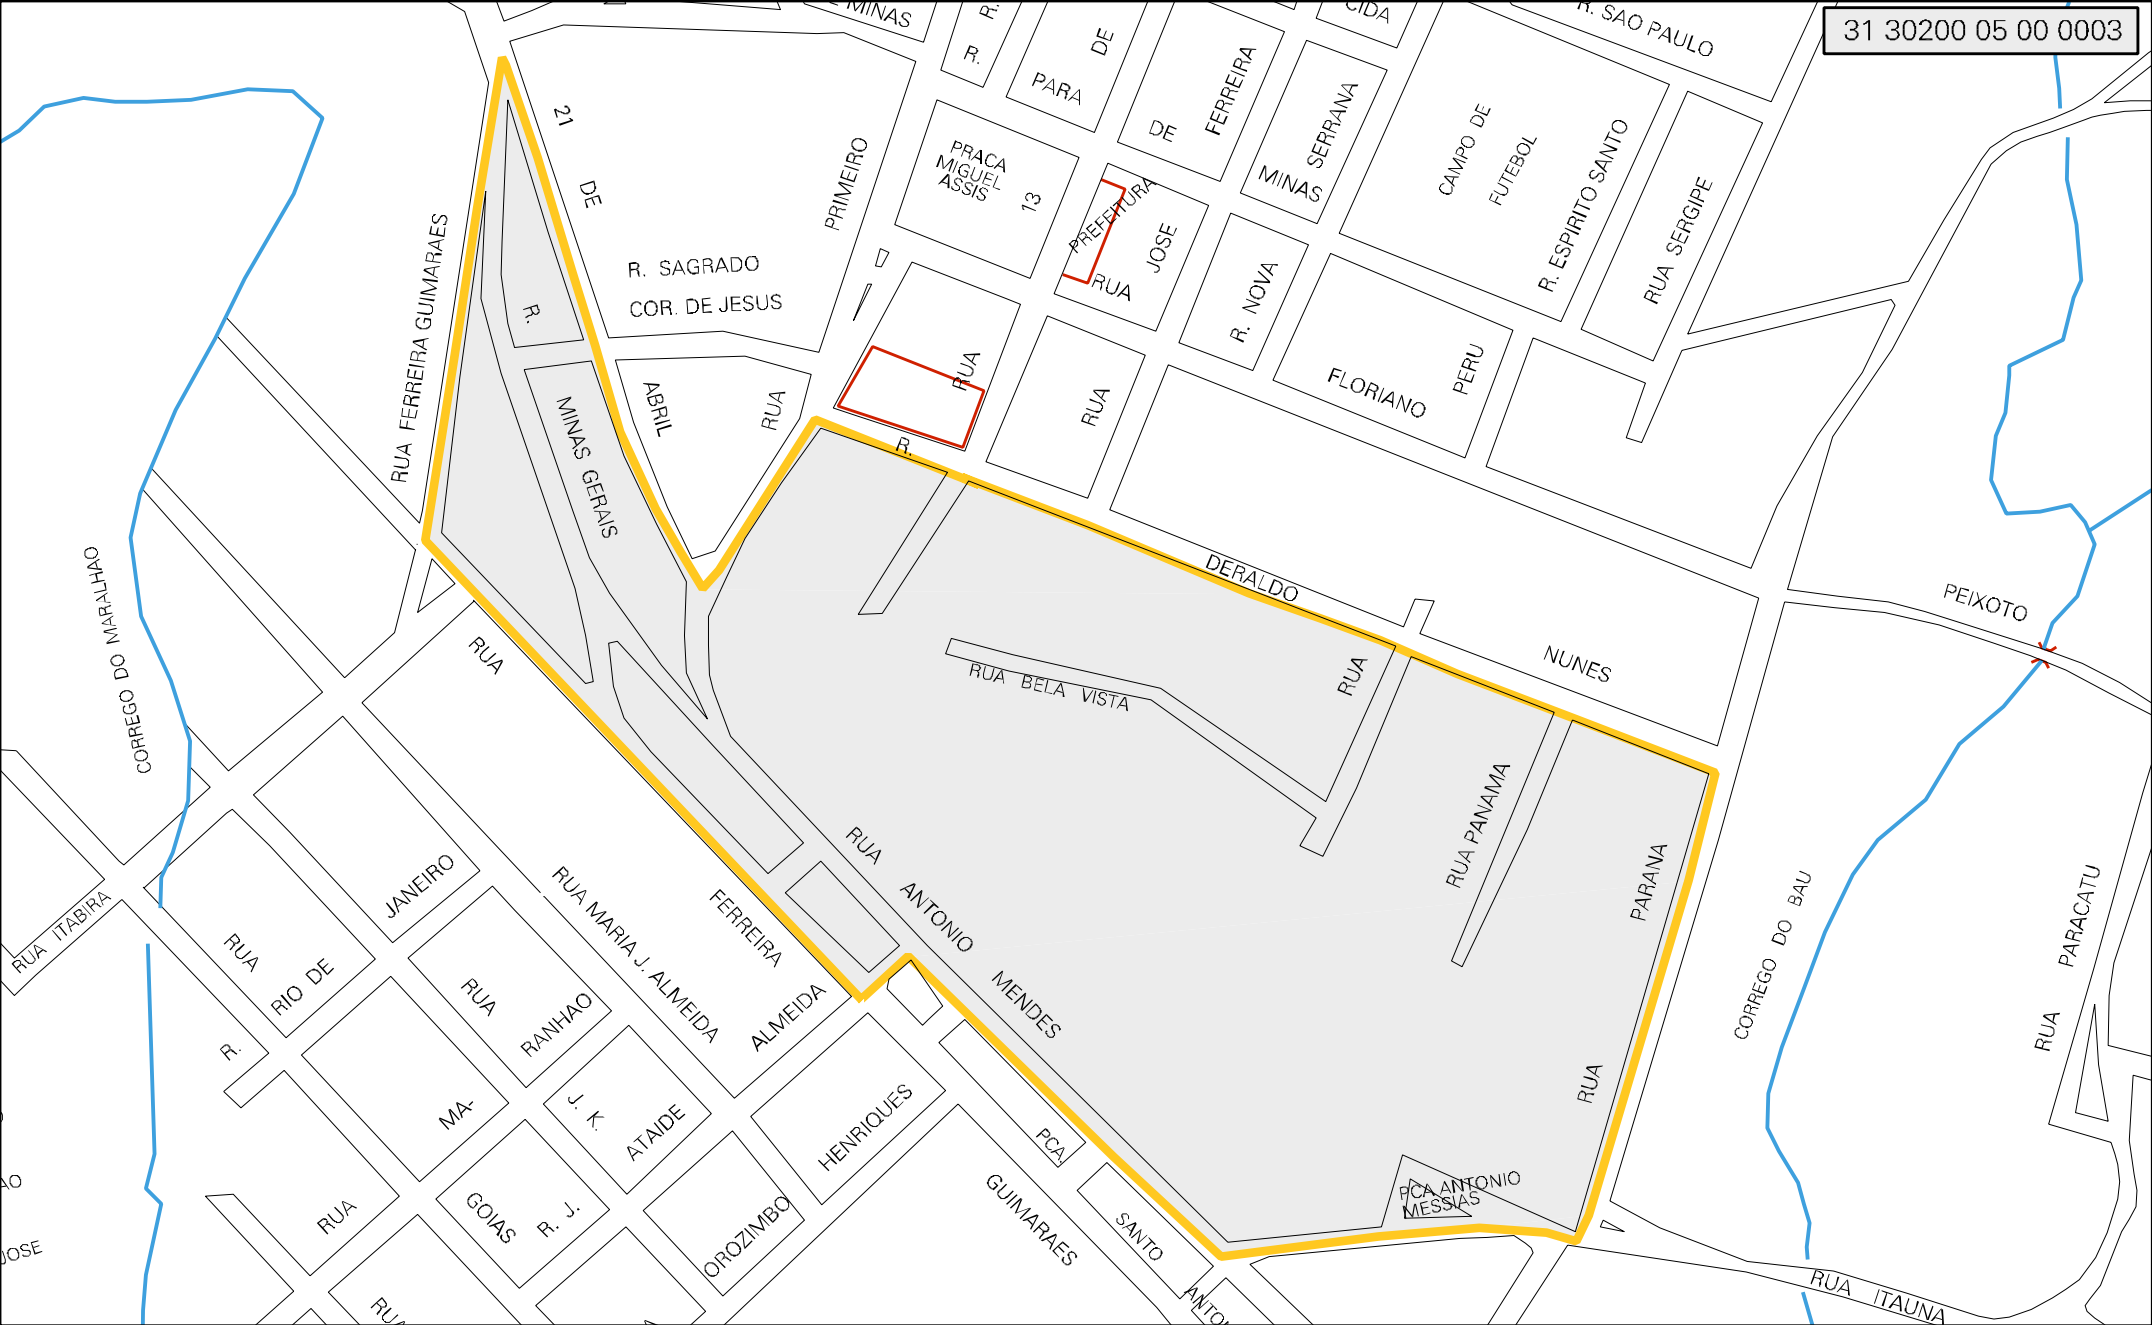 31 30200 05 00 0003
MINAS
R.
R.
DE
PARA
CIDA
R. SAO PAULO
21
DE
ABRIL
PRIMEIRO
RUA
PRACA
MIGUEL
ASSIS
13
RUA
DE
FERREIRA
SERRANA
MINAS
PREFEITURA
JOSE
RUA
CAMPO DE
FUTEBOL
R. ESPIRITO SANTO
RUA SERGIPE
R. NOVA
PERU
FLORIANO
PEIXOTO
R. SAGRADO
COR. DE JESUS
RUA FERREIRA GUIMARAES
R.
MINAS GERAIS
RUA
R.
DERALDO
NUNES
CORREGO DO MARALHAO
RUA
FERREIRA
GUIMARAES
RUA BELA VISTA
RUA
RUA PANAMA
PARANA
RUA
RUA
ANTONIO
MENDES
PCA ANTONIO
MESSIAS
CORREGO DO BAU
PARACATU
RUA
RUA ITAUNA
RUA ITABIRA
JANEIRO
RIO DE
RUA
RUA MARIA J. ALMEIDA
ALMEIDA
RUA
RANHAO
MA-
R.
J. K.
ATAIDE
R. J.
GOIAS
RUA
RUA
HENRIQUES
OROZIMBO
PCA
SANTO
ANTON
AO
JOSE